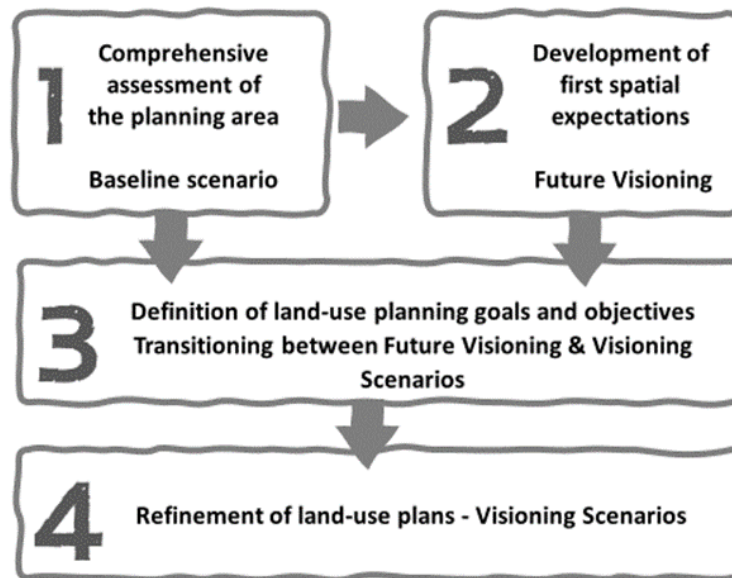 1
Comprehensive
assessment of
the planning area
Baseline scenario
2
Development of
first spatial
expectations
Future Visioning
3
Definition of land-use planning goals and objectives
Transitioning between Future Visioning & Visioning
Scenarios
4
Refinement of land-use plans - Visioning Scenarios